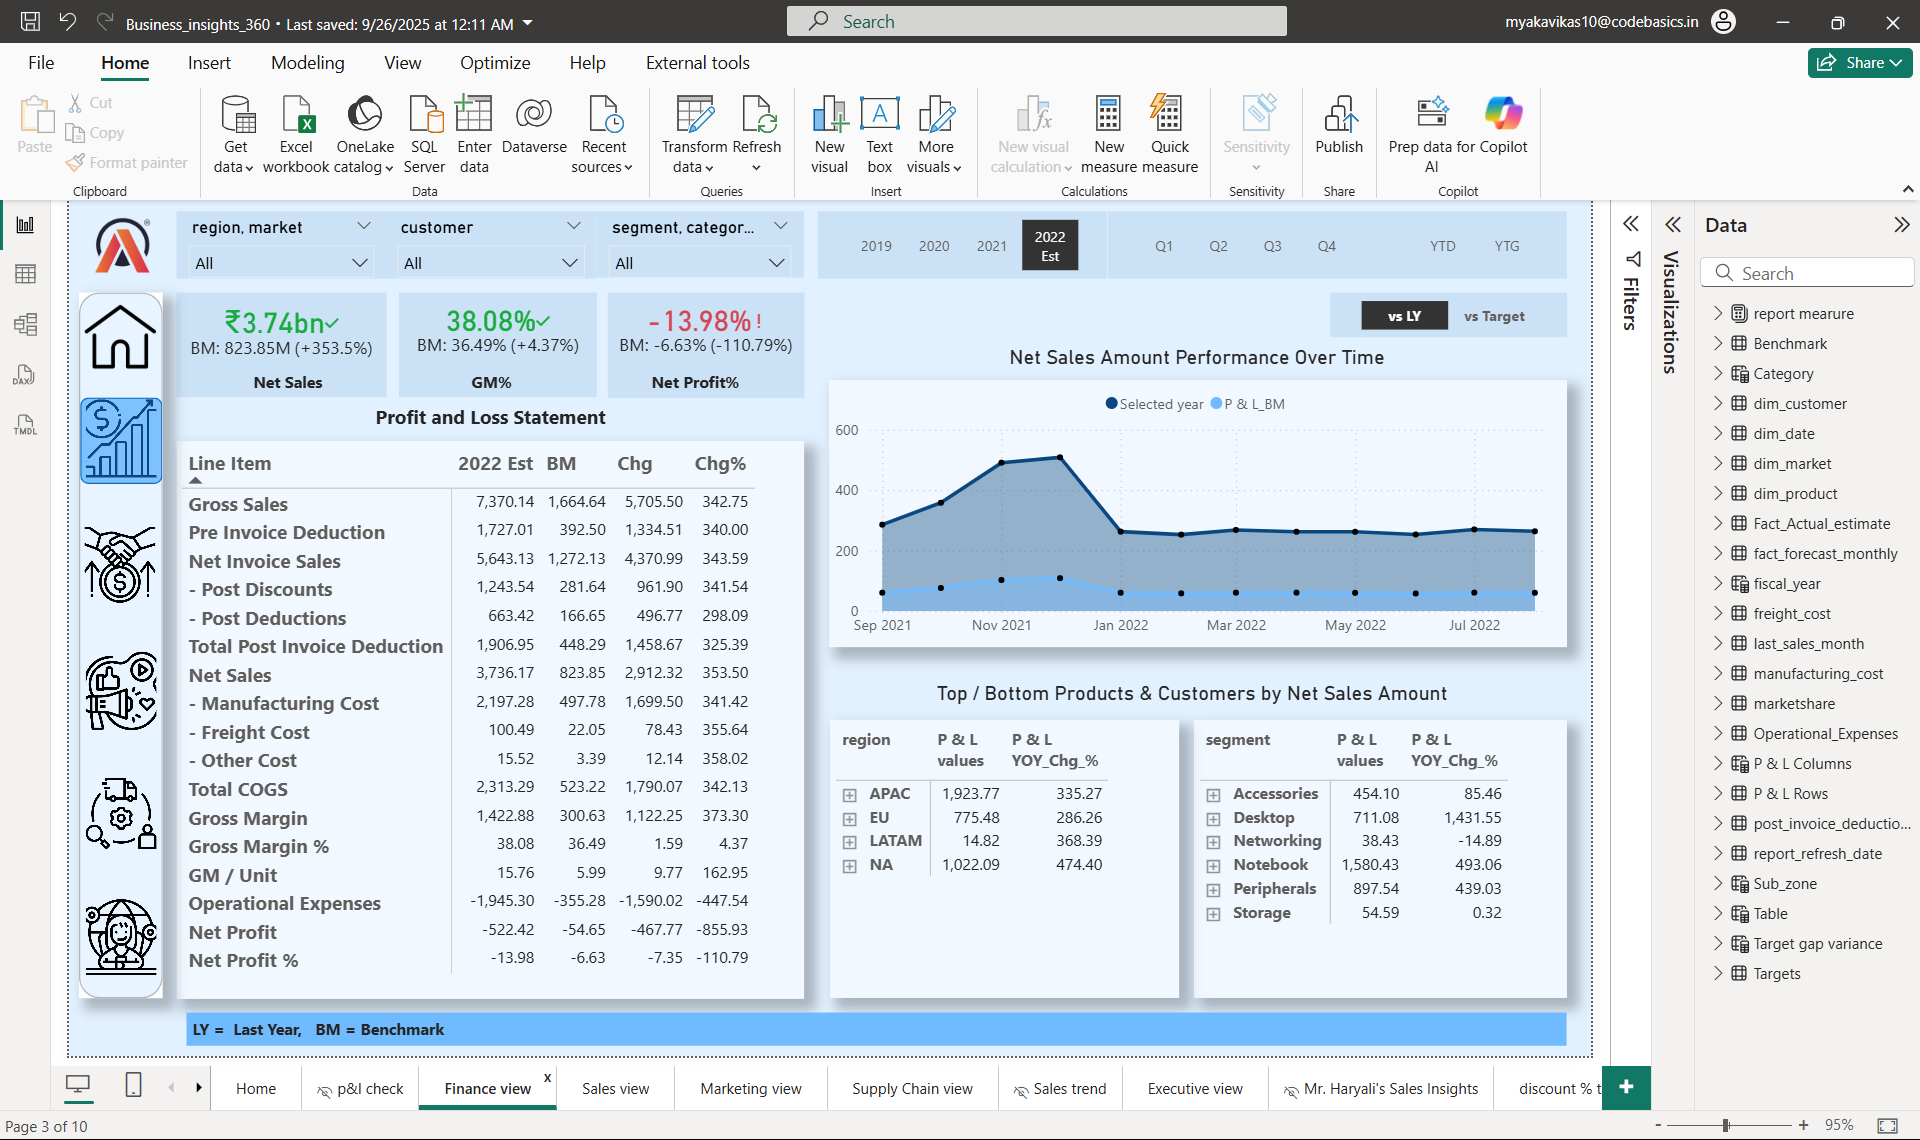 Business_insights_360 • Last saved: 9/26/2025 at 12:11 AM
Search
myakavikas10@codebasics.in
File Home Insert Modeling View Optimize Help External tools
Share
Paste
Cut
Copy
Format painter
Clipboard
Get data
Excel workbook
OneLake catalog
SQL Server
Enter data
Dataverse
Recent sources
Data
Transform data
Refresh
Queries
New visual
Text box
More visuals
Insert
New visual calculation
New measure
Quick measure
Calculations
Sensitivity
Sensitivity
Publish
Share
Prep data for AI
Copilot
Copilot
DAX
TMDL
region, market
All
customer
All
segment, categor...
All
2019 2020 2021 2022 Est
Q1 Q2 Q3 Q4
YTD YTG
₹3.74bn
BM: 823.85M (+353.5%)
Net Sales
38.08%
BM: 36.49% (+4.37%)
GM%
-13.98% !
BM: -6.63% (-110.79%)
Net Profit%
vs LY vs Target
Profit and Loss Statement
Line Item 2022 Est BM Chg Chg%
Gross Sales 7,370.14 1,664.64 5,705.50 342.75
Pre Invoice Deduction 1,727.01 392.50 1,334.51 340.00
Net Invoice Sales 5,643.13 1,272.13 4,370.99 343.59
- Post Discounts 1,243.54 281.64 961.90 341.54
- Post Deductions 663.42 166.65 496.77 298.09
Total Post Invoice Deduction 1,906.95 448.29 1,458.67 325.39
Net Sales 3,736.17 823.85 2,912.32 353.50
- Manufacturing Cost 2,197.28 497.78 1,699.50 341.42
- Freight Cost 100.49 22.05 78.43 355.64
- Other Cost 15.52 3.39 12.14 358.02
Total COGS 2,313.29 523.22 1,790.07 342.13
Gross Margin 1,422.88 300.63 1,122.25 373.30
Gross Margin % 38.08 36.49 1.59 4.37
GM / Unit 15.76 5.99 9.77 162.95
Operational Expenses -1,945.30 -355.28 -1,590.02 -447.54
Net Profit -522.42 -54.65 -467.77 -855.93
Net Profit % -13.98 -6.63 -7.35 -110.79
Net Sales Amount Performance Over Time
Selected year P & L_BM
600
400
200
0
Sep 2021 Nov 2021 Jan 2022 Mar 2022 May 2022 Jul 2022
Top / Bottom Products & Customers by Net Sales Amount
region P & L values P & L YOY_Chg_%
APAC 1,923.77 335.27
EU 775.48 286.26
LATAM 14.82 368.39
NA 1,022.09 474.40
segment P & L values P & L YOY_Chg_%
Accessories 454.10 85.46
Desktop 711.08 1,431.55
Networking 38.43 -14.89
Notebook 1,580.43 493.06
Peripherals 897.54 439.03
Storage 54.59 0.32
LY = Last Year, BM = Benchmark
Filters
Visualizations
Data
Search
report mearure
Benchmark
Category
dim_customer
dim_date
dim_market
dim_product
Fact_Actual_estimate
fact_forecast_monthly
fiscal_year
freight_cost
last_sales_month
manufacturing_cost
marketshare
Operational_Expenses
P & L Columns
P & L Rows
post_invoice_deductio...
report_refresh_date
Sub_zone
Table
Target gap variance
Targets
Home
p&l check
Finance view x
Sales view
Marketing view
Supply Chain view
Sales trend
Executive view
Mr. Haryali's Sales Insights
discount % t
+
Page 3 of 10
- + 95%